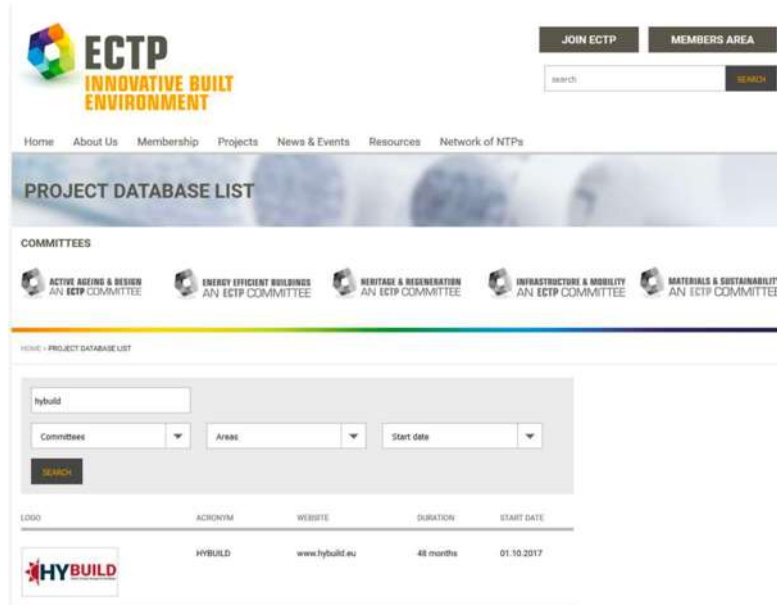 ECTP
INNOVATIVE BUILT
ENVIRONMENT
JOIN ECTP
MEMBERS AREA
search
SEARCH
Home About Us Membership Projects News & Events Resources Network of NTPs
PROJECT DATABASE LIST
COMMITTEES
ACTIVE AGEING & DESIGN
AN ECTP COMMITTEE
ENERGY EFFICIENT BUILDINGS
AN ECTP COMMITTEE
HERITAGE & REGENERATION
AN ECTP COMMITTEE
INFRASTRUCTURE & MOBILITY
AN ECTP COMMITTEE
MATERIALS & SUSTAINABILITY
AN ECTP COMMITTEE
HOME › PROJECT DATABASE LIST
hybuild
Committees Areas Start date
SEARCH
LOGO ACRONYM WEBSITE DURATION START DATE
HYBUILD www.hybuild.eu 48 months 01.10.2017
HYBUILD